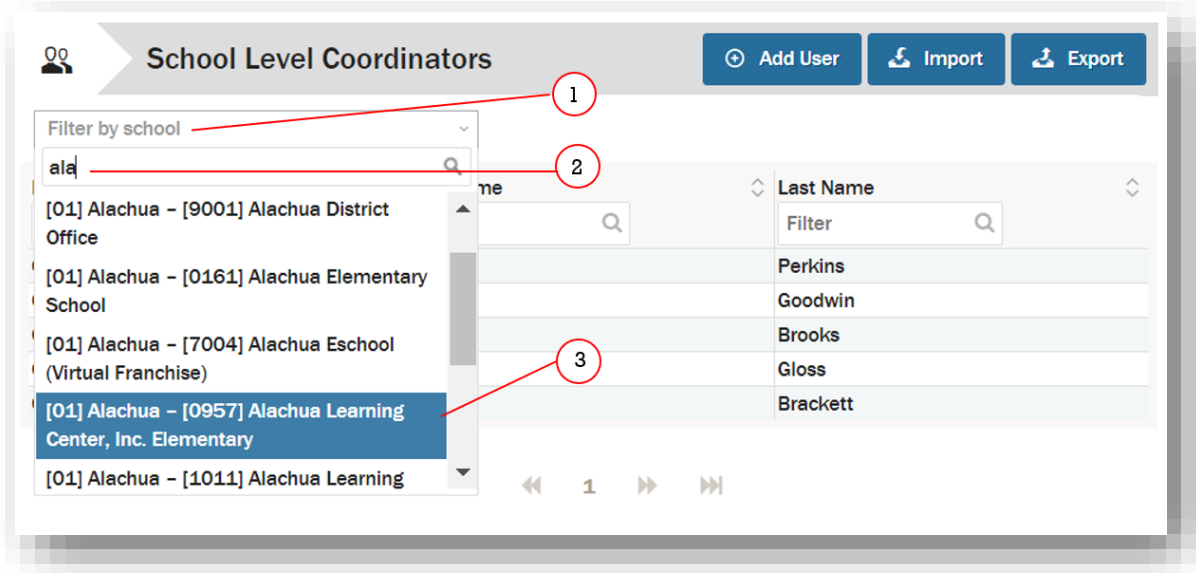 School Level Coordinators
Add User
Import
Export
1
Filter by school
ala
2
me
Last Name
[01] Alachua – [9001] Alachua District
Office
Filter
[01] Alachua – [0161] Alachua Elementary
School
Perkins
Goodwin
[01] Alachua – [7004] Alachua Eschool
(Virtual Franchise)
Brooks
3
Gloss
[01] Alachua – [0957] Alachua Learning
Center, Inc. Elementary
Brackett
[01] Alachua – [1011] Alachua Learning
1